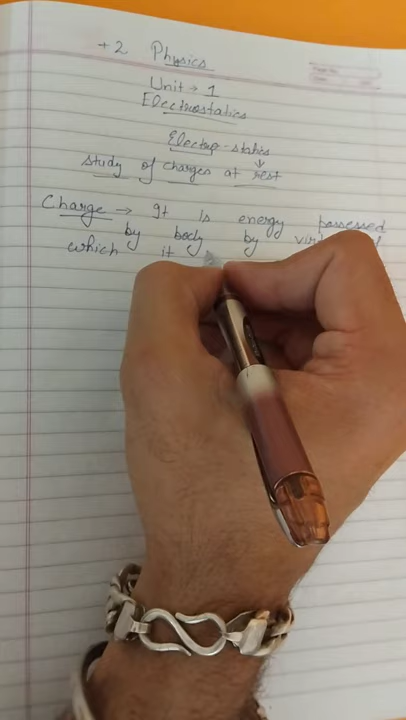 +2 Physics
Unit → 1
Electrostatics
Electro-statics
↓
study of charges at rest
Charge → It is energy possessed
by body by
which it